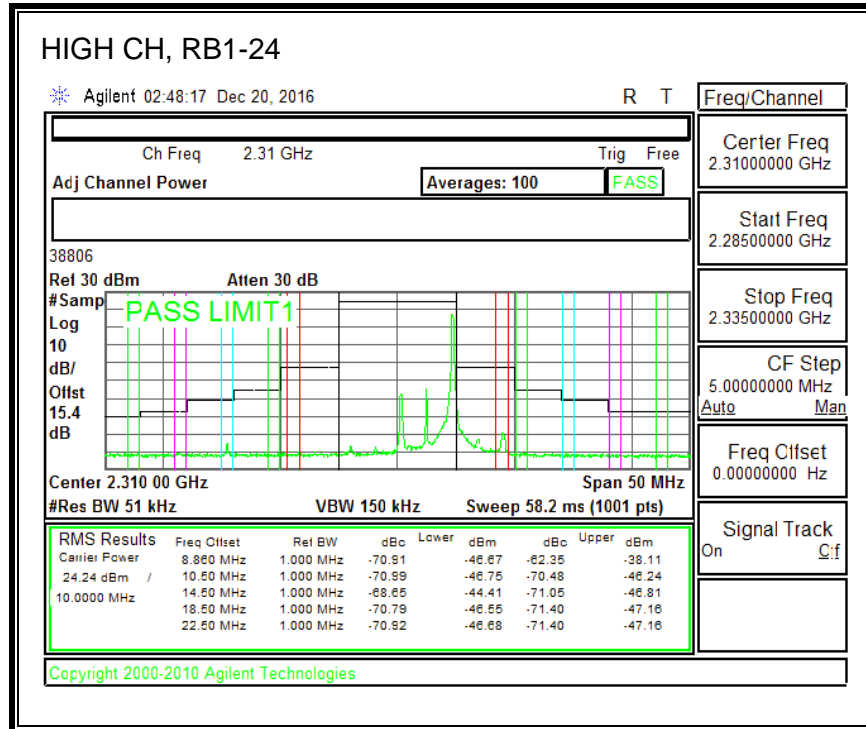 HIGH CH, RB1-24
Agilent 02:48:17 Dec 20, 2016 R T
Freq/Channel
Ch Freq 2.31 GHz Trig Free
Adj Channel Power Averages: 100 PASS
38806
Ref 30 dBm Atten 30 dB
#Samp
Log
10
dB/
Offst
15.4
dB
PASS LIMIT1
Center 2.310 00 GHz Span 50 MHz
#Res BW 51 kHz VBW 150 kHz Sweep 58.2 ms (1001 pts)
RMS Results Freq Offset Ref BW dBc Lower dBm dBc Upper dBm
Carrier Power 8.860 MHz 1.000 MHz -70.91 -46.67 -62.35 -38.11
24.24 dBm / 10.50 MHz 1.000 MHz -70.99 -46.75 -70.48 -46.24
10.0000 MHz 14.50 MHz 1.000 MHz -68.65 -44.41 -71.05 -46.81
18.50 MHz 1.000 MHz -70.79 -46.55 -71.40 -47.16
22.50 MHz 1.000 MHz -70.92 -46.68 -71.40 -47.16
Copyright 2000-2010 Agilent Technologies
Center Freq
2.31000000 GHz
Start Freq
2.28500000 GHz
Stop Freq
2.33500000 GHz
CF Step
5.00000000 MHz
Auto Man
Freq Offset
0.00000000 Hz
Signal Track
On Off